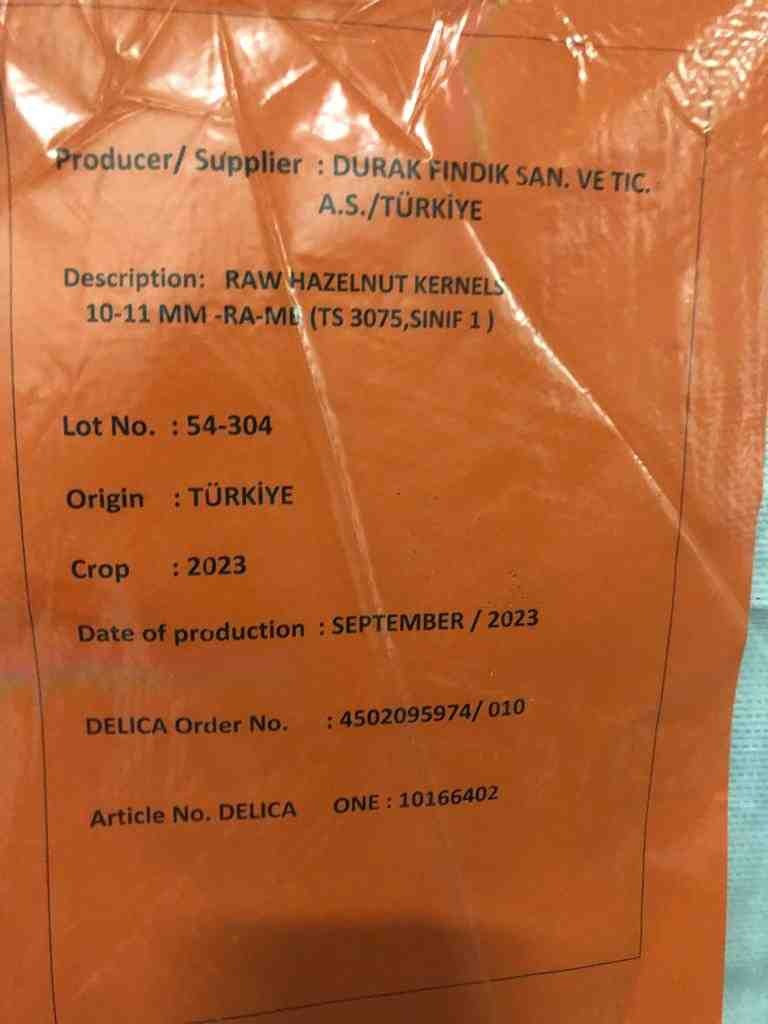 Producer/ Supplier : DURAK FINDIK SAN. VE TIC.
A.S./TÜRKİYE
Description: RAW HAZELNUT KERNELS
10-11 MM -RA-MB (TS 3075,SINIF 1 )
Lot No. : 54-304
Origin : TÜRKİYE
Crop : 2023
Date of production : SEPTEMBER / 2023
DELICA Order No. : 4502095974/ 010
Article No. DELICA ONE : 10166402